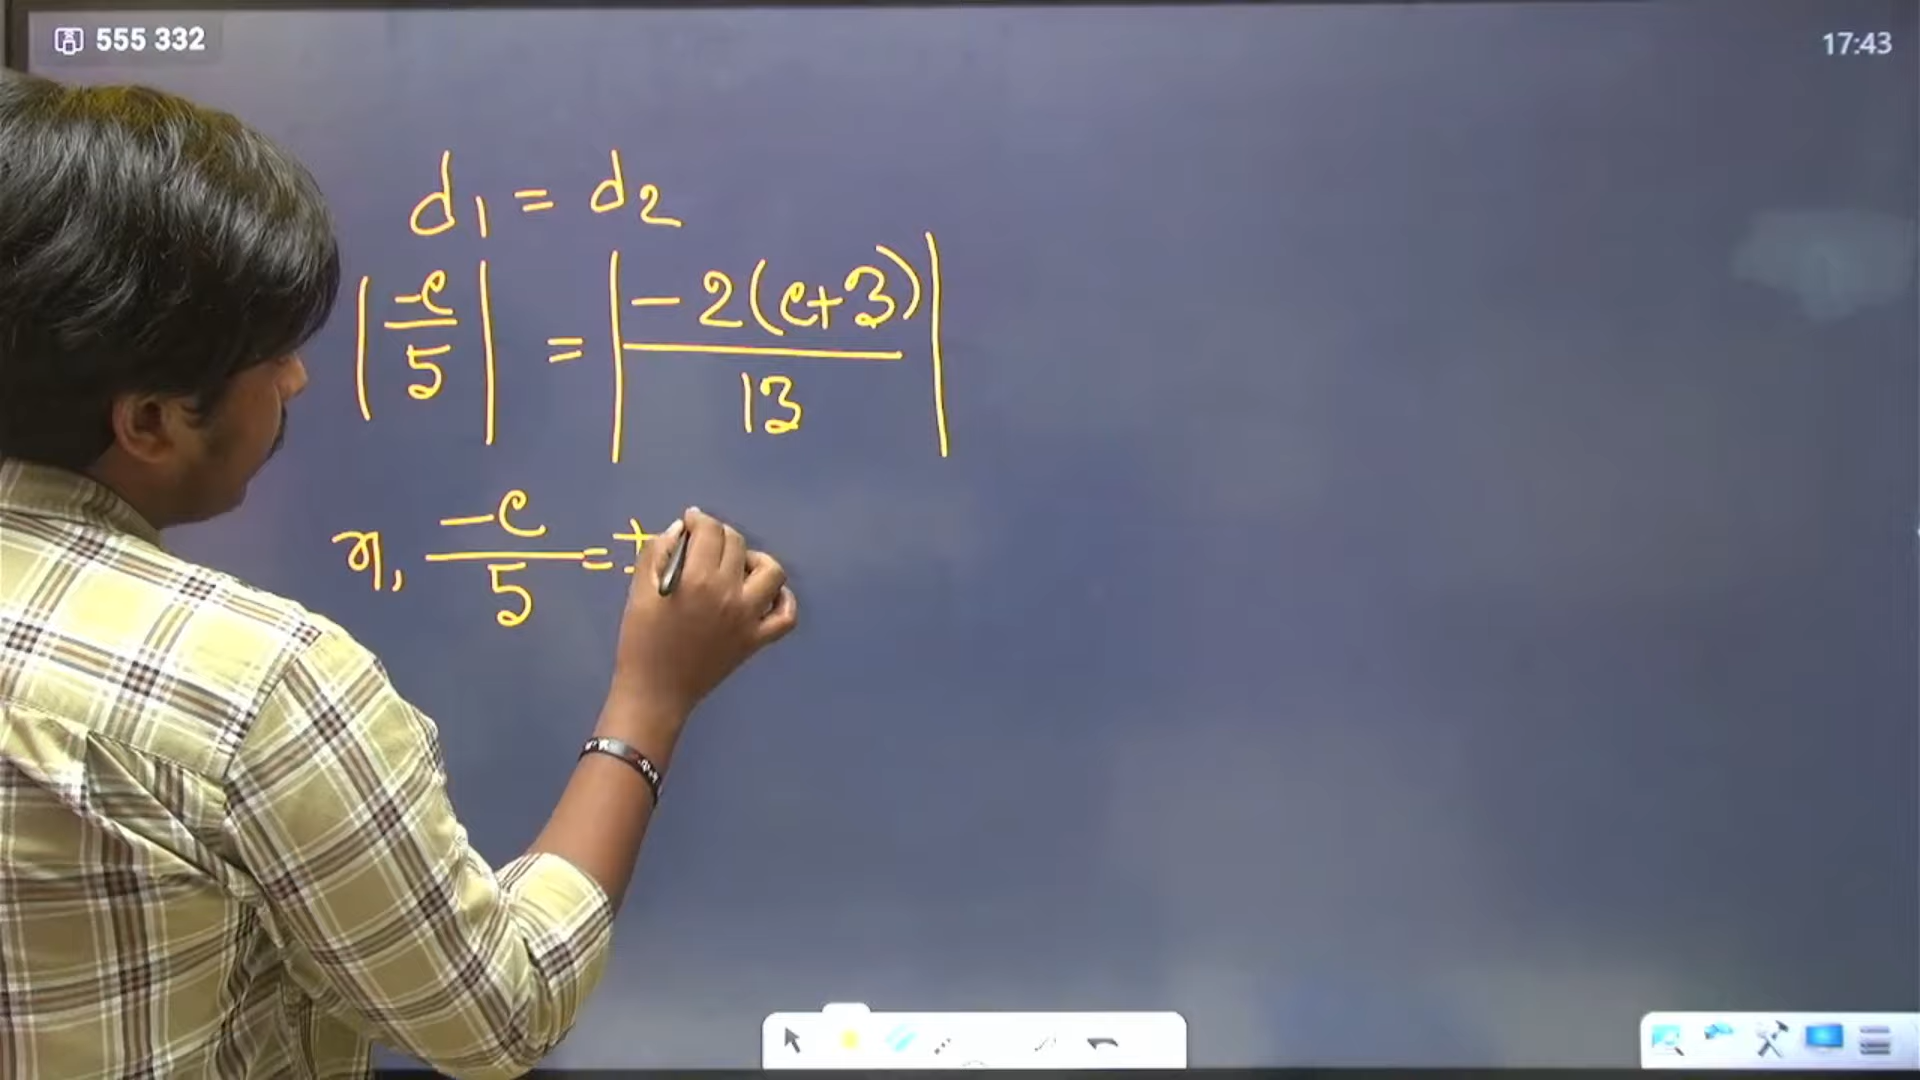 555 332
17:43
d₁ = d₂
|-c/5| = |-2(c+3)/13|
বা, -c/5 = ±